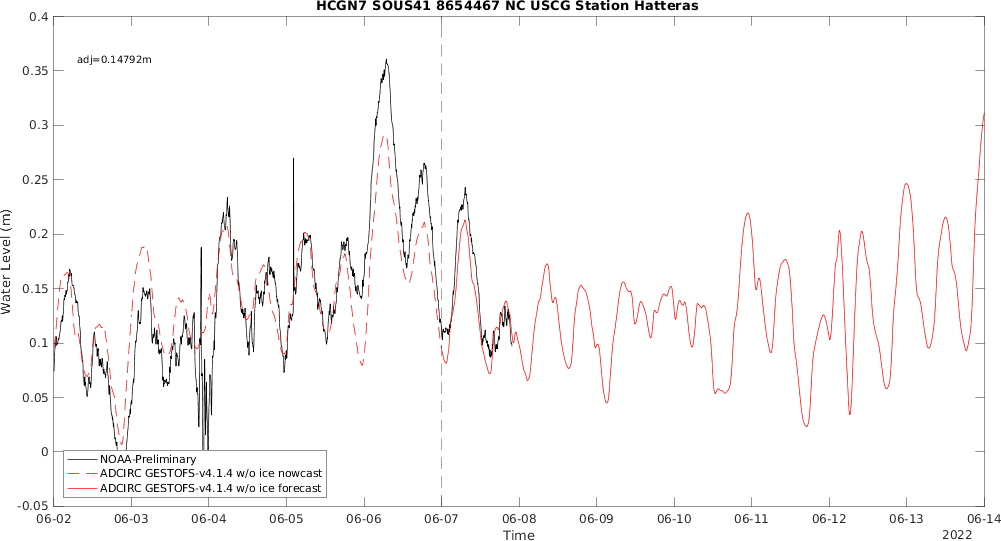 HCGN7 SOUS41 8654467 NC USCG Station Hatteras
adj=0.14792m
Water Level (m)
0.4
0.35
0.3
0.25
0.2
0.15
0.1
0.05
0
-0.05
NOAA-Preliminary
ADCIRC GESTOFS-v4.1.4 w/o ice nowcast
ADCIRC GESTOFS-v4.1.4 w/o ice forecast
06-02 06-03 06-04 06-05 06-06 06-07 06-08 06-09 06-10 06-11 06-12 06-13 06-14
Time
2022